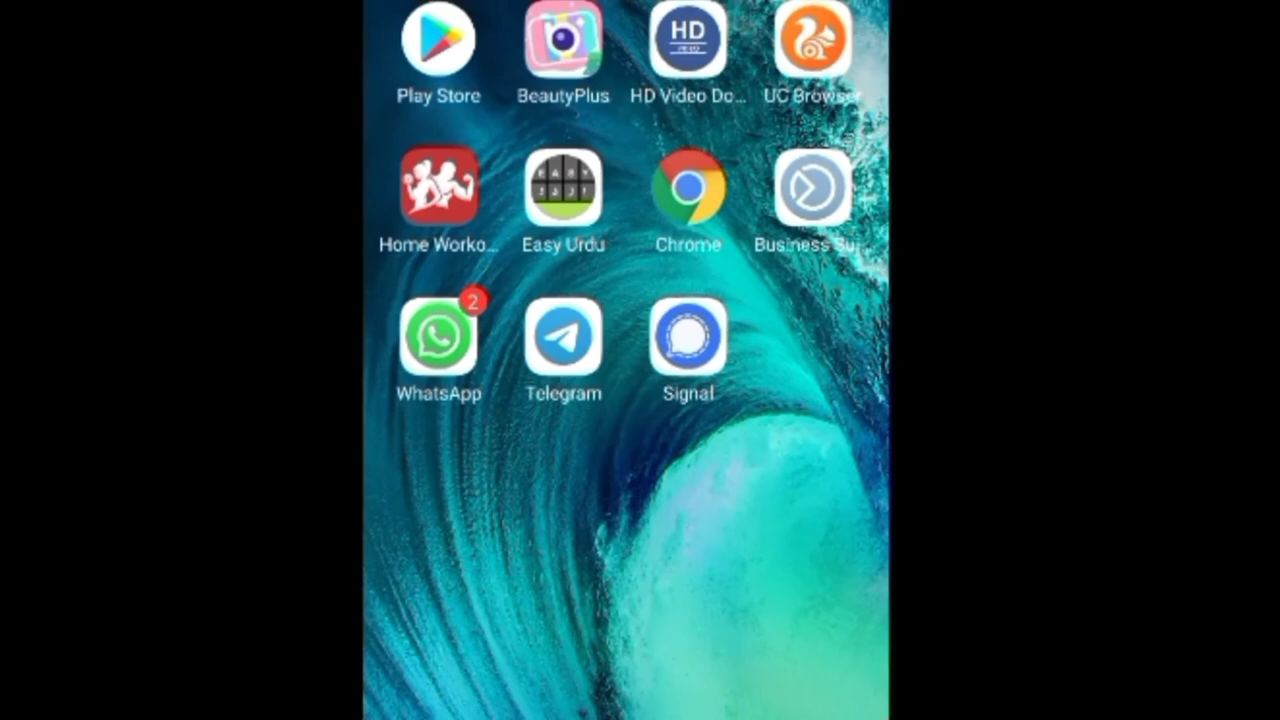 Play Store BeautyPlus HD Video Do... UC Browser
HD
Home Worko... Easy Urdu Chrome Business Sui...
2
WhatsApp Telegram Signal